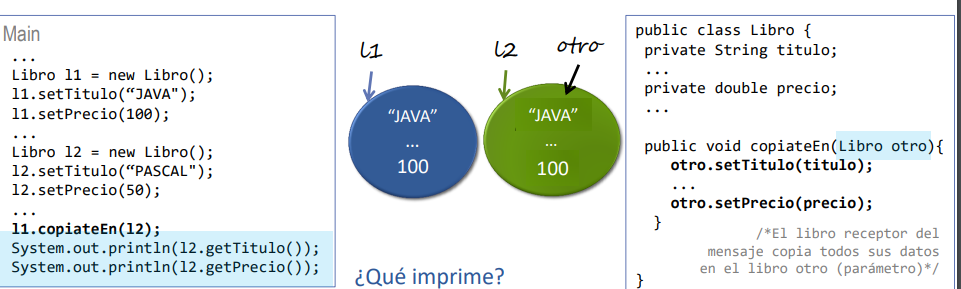 Main
...
Libro l1 = new Libro();
l1.setTitulo(“JAVA");
l1.setPrecio(100);
...
Libro l2 = new Libro();
l2.setTitulo(“PASCAL");
l2.setPrecio(50);
...
l1.copiateEn(l2);
System.out.println(l2.getTitulo());
System.out.println(l2.getPrecio());
l1
“JAVA”
...
100
l2
otro
“JAVA”
...
100
¿Qué imprime?
public class Libro {
private String titulo;
...
private double precio;
...
public void copiateEn(Libro otro){
otro.setTitulo(titulo);
...
otro.setPrecio(precio);
}
/*El libro receptor del
mensaje copia todos sus datos
en el libro otro (parámetro)*/
}